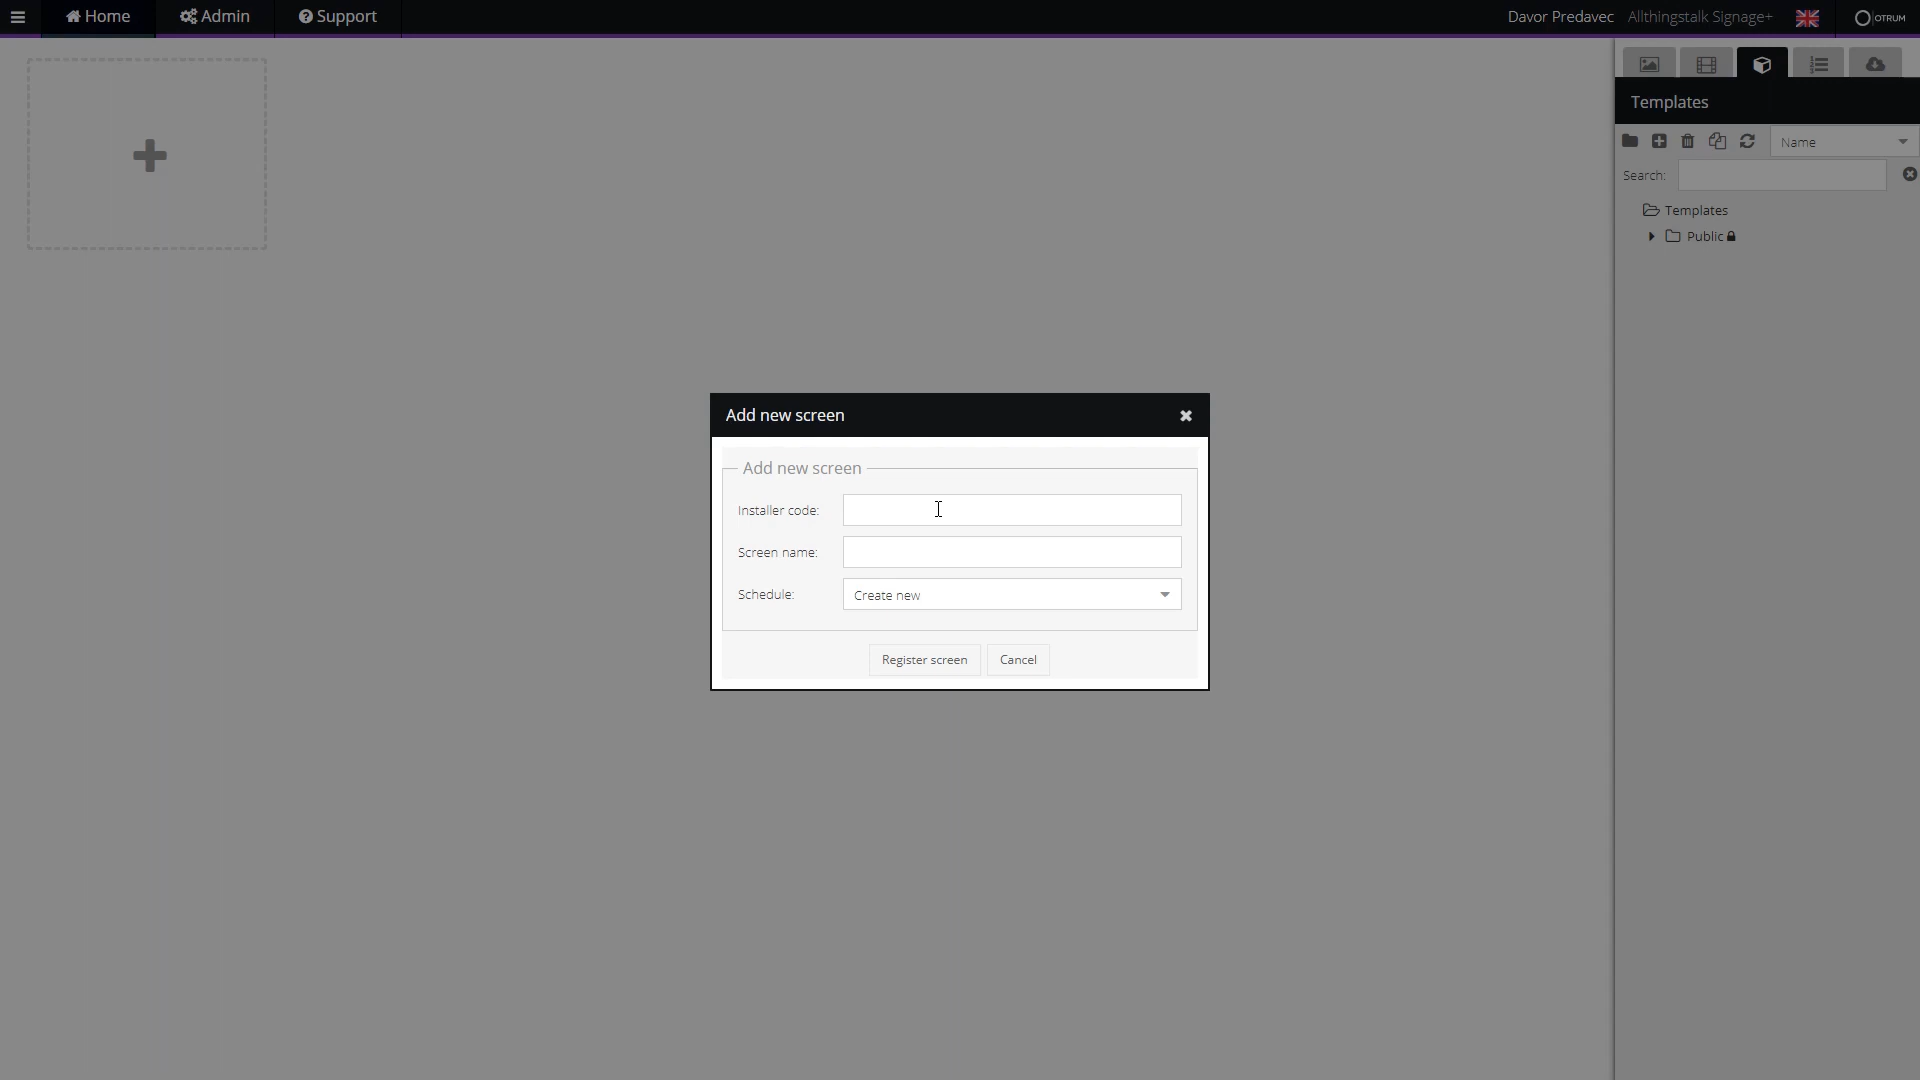 Home
Admin
Support
Davor Predavec
Allthingstalk Signage+
OTRUM
Templates
Name
Search:
Templates
Public
Add new screen
Add new screen
Installer code:
Screen name:
Schedule:
Create new
Register screen
Cancel